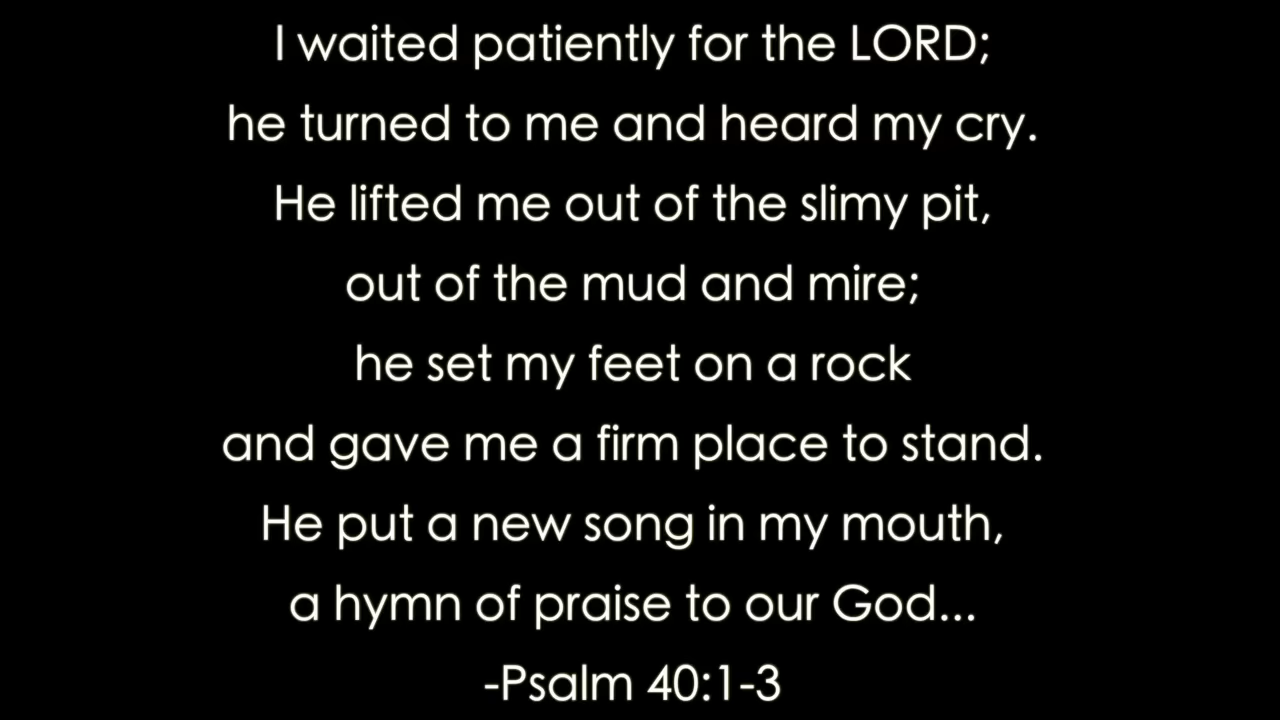 I waited patiently for the LORD;
he turned to me and heard my cry.
He lifted me out of the slimy pit,
out of the mud and mire;
he set my feet on a rock
and gave me a firm place to stand.
He put a new song in my mouth,
a hymn of praise to our God...
-Psalm 40:1-3